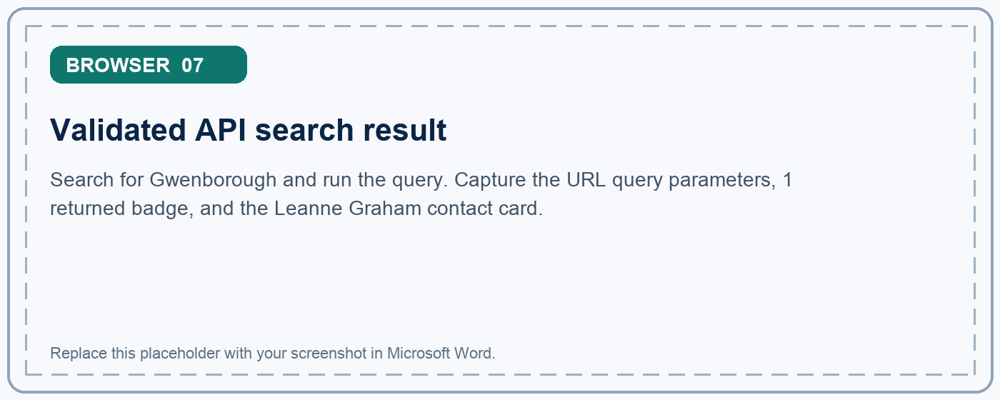 BROWSER 07
Validated API search result
Search for Gwenborough and run the query. Capture the URL query parameters, 1
returned badge, and the Leanne Graham contact card.
Replace this placeholder with your screenshot in Microsoft Word.